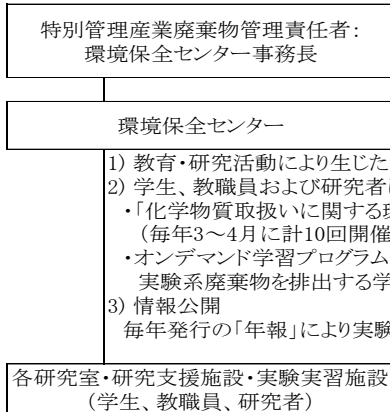 特別管理産業廃棄物管理責任者：
環境保全センター事務長
環境保全センター
1) 教育・研究活動により生じた
2) 学生、教職員および研究者
・「化学物質取扱いに関する
（毎年3～4月に計10回開催
・オンデマンド学習プログラム
実験系廃棄物を排出する学
3) 情報公開
毎年発行の「年報」により実験
各研究室・研究支援施設・実験実習施設
（学生、教職員、研究者）